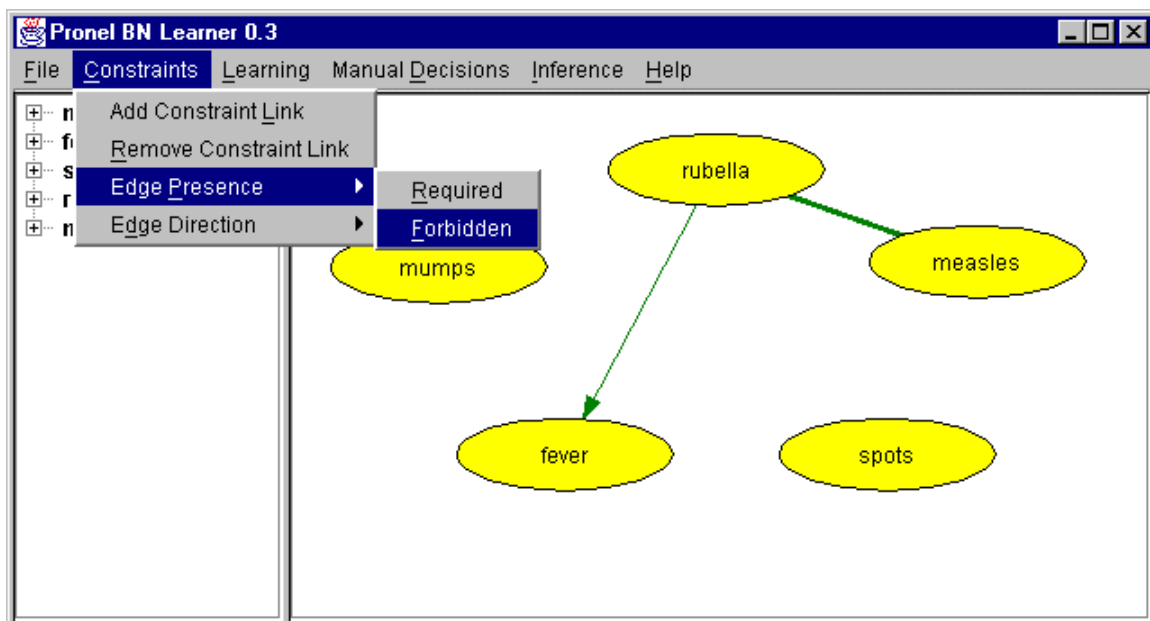 Pronel BN Learner 0.3
File Constraints Learning Manual Decisions Inference Help
Add Constraint Link
Remove Constraint Link
Edge Presence
Edge Direction
Required
Forbidden
rubella
mumps
measles
fever
spots